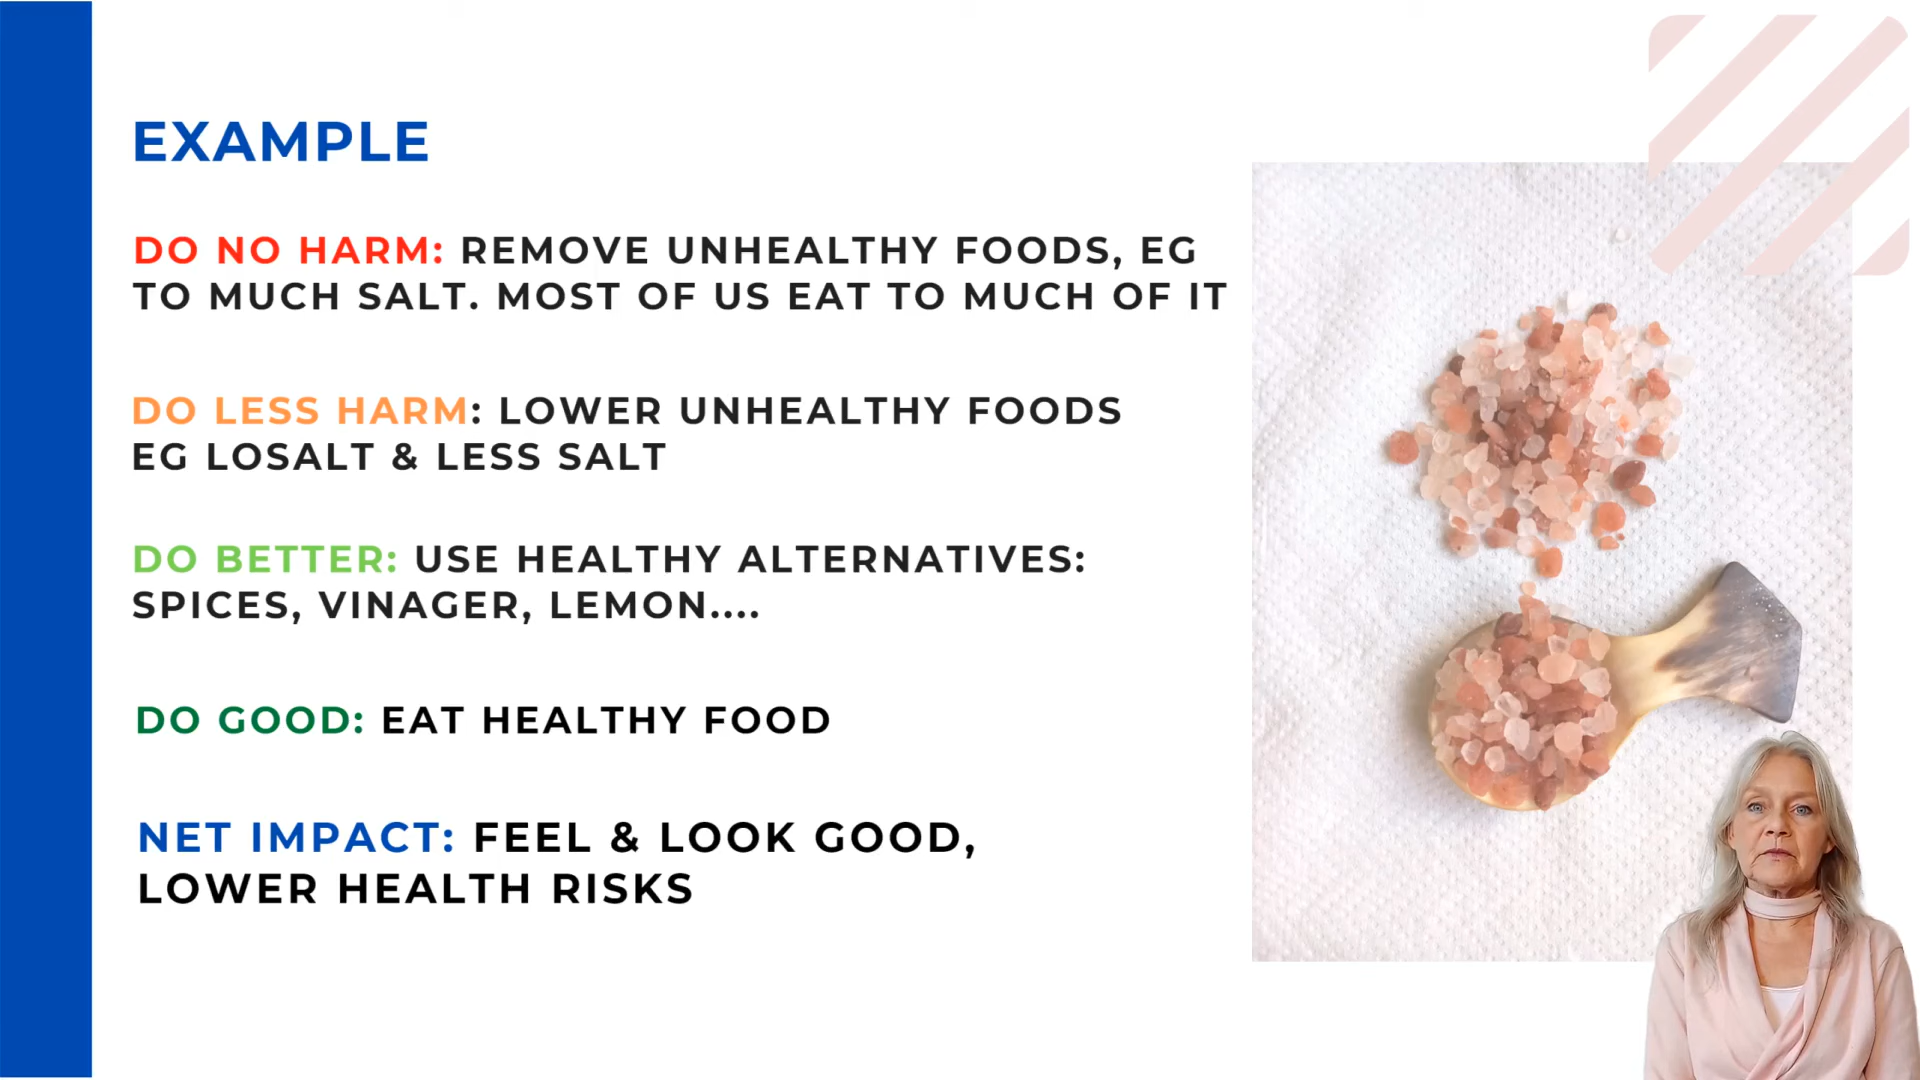 EXAMPLE
DO NO HARM: REMOVE UNHEALTHY FOODS, EG
TO MUCH SALT. MOST OF US EAT TO MUCH OF IT
DO LESS HARM: LOWER UNHEALTHY FOODS
EG LOSALT & LESS SALT
DO BETTER: USE HEALTHY ALTERNATIVES:
SPICES, VINAGER, LEMON....
DO GOOD: EAT HEALTHY FOOD
NET IMPACT: FEEL & LOOK GOOD,
LOWER HEALTH RISKS